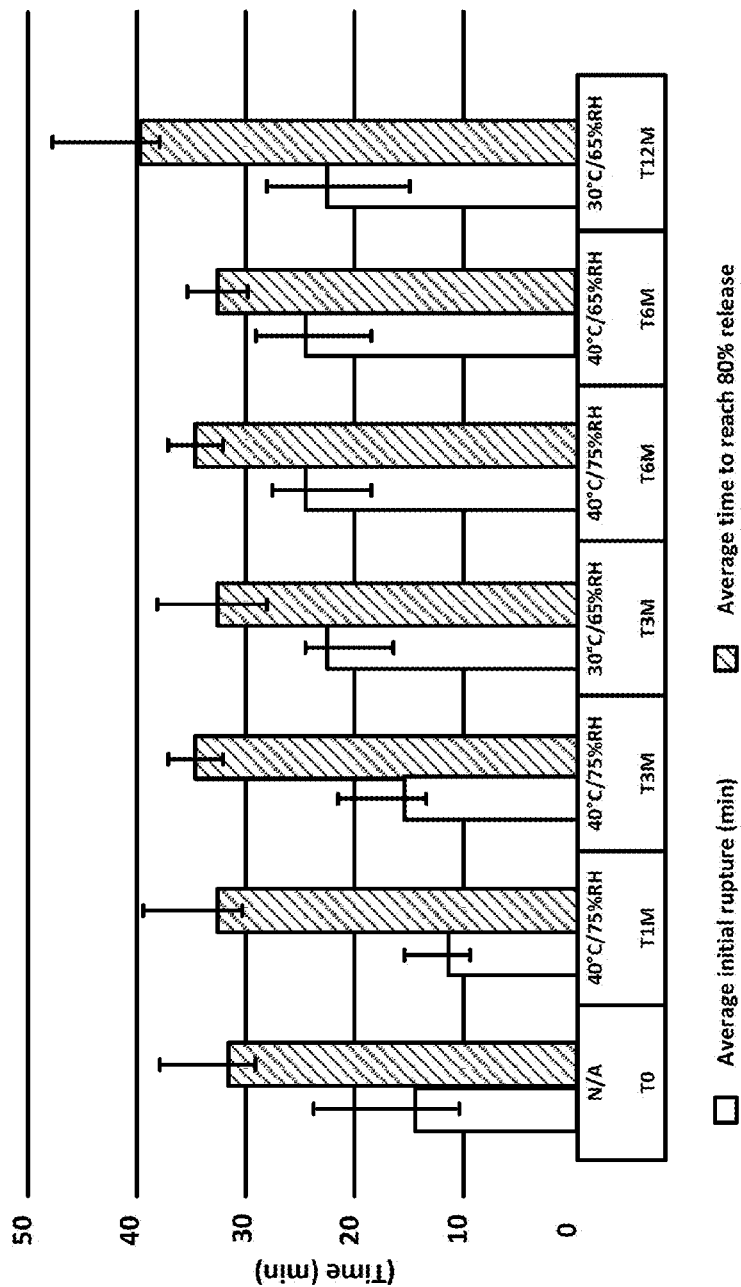 50
40
30
20
10
0
(Time (min)
N/A 40°C/75%RH 40°C/75%RH 30°C/65%RH 40°C/75%RH 40°C/65%RH 30°C/65%RH
T0 T1M T3M T3M T6M T6M T12M
Average initial rupture (min) Average time to reach 80% release